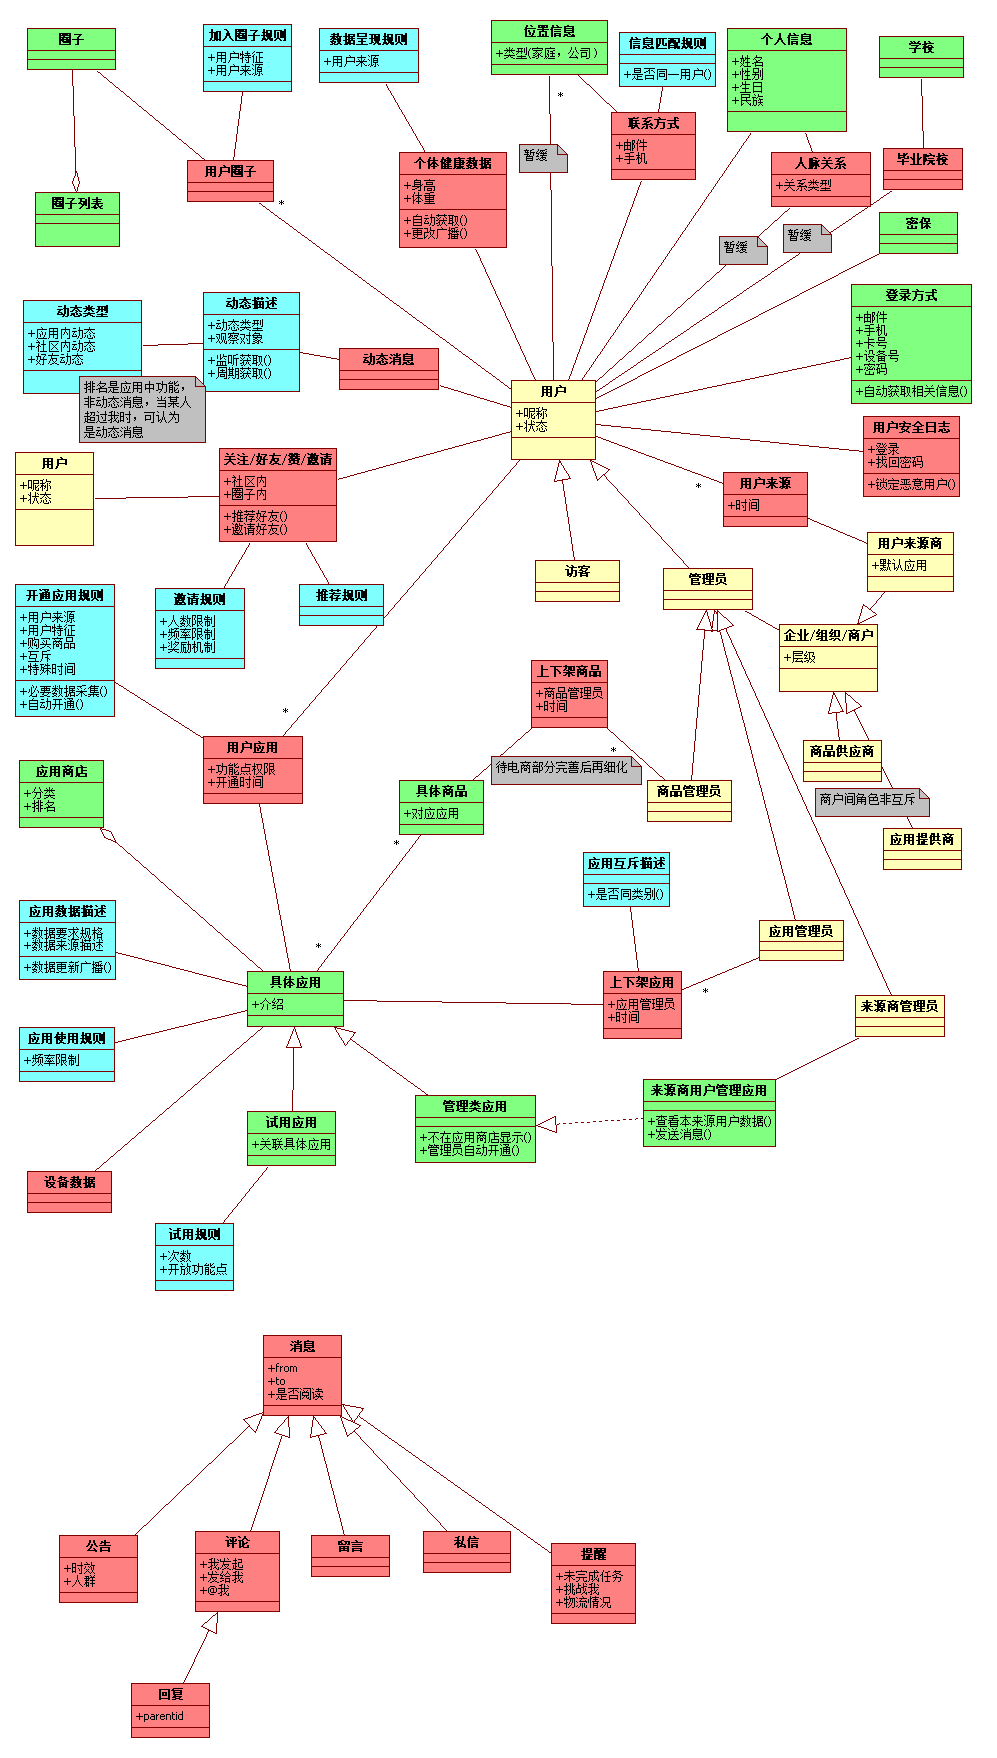 圈子
加入圈子规则
+用户特征
+用户来源
数据呈现规则
+用户来源
位置信息
+类型(家庭，公司)
信息匹配规则
+是否同一用户()
个人信息
+姓名
+性别
+生日
+民族
学校
圈子列表
用户圈子
*
个体健康数据
+身高
+体重
+自动获取()
+更改广播()
*
暂缓
联系方式
+邮件
+手机
人脉关系
+关系类型
毕业院校
暂缓
暂缓
密保
动态类型
+应用内动态
+社区内动态
+好友动态
动态描述
+动态类型
+观察对象
+监听获取()
+周期获取()
动态消息
排名是应用中功能，
非动态消息，当某人
超过我时，可认为
是动态消息
用户
+昵称
+状态
登录方式
+邮件
+手机
+卡号
+设备号
+密码
+自动获取相关信息()
用户
+昵称
+状态
关注/好友/赞/邀请
+社区内
+圈子内
+推荐好友()
+邀请好友()
用户安全日志
+登录
+找回密码
+锁定恶意用户()
*
用户来源
+时间
用户来源商
+默认应用
开通应用规则
+用户来源
+用户特征
+购买商品
+互斥
+特殊时间
+必要数据采集()
+自动开通()
邀请规则
+人数限制
+频率限制
+奖励机制
推荐规则
访客
管理员
企业/组织/商户
+层级
*
用户应用
+功能点权限
+开通时间
上下架商品
+商品管理员
+时间
*
待电商部分完善后再细化
商品供应商
应用商店
+分类
+排名
具体商品
+对应应用
*
商品管理员
商户间角色非互斥
应用提供商
应用互斥描述
+是否同类别()
应用数据描述
+数据要求规格
+数据来源描述
+数据更新广播()
*
具体应用
+介绍
上下架应用
+应用管理员
+时间
*
应用管理员
来源商管理员
应用使用规则
+频率限制
试用应用
+关联具体应用
管理类应用
+不在应用商店显示()
+管理员自动开通()
来源商用户管理应用
+查看本来源用户数据()
+发送消息()
设备数据
试用规则
+次数
+开放功能点
消息
+from
+to
+是否阅读
公告
+时效
+人群
评论
+我发起
+发给我
+@我
留言
私信
提醒
+未完成任务
+挑战我
+物流情况
回复
+parentid